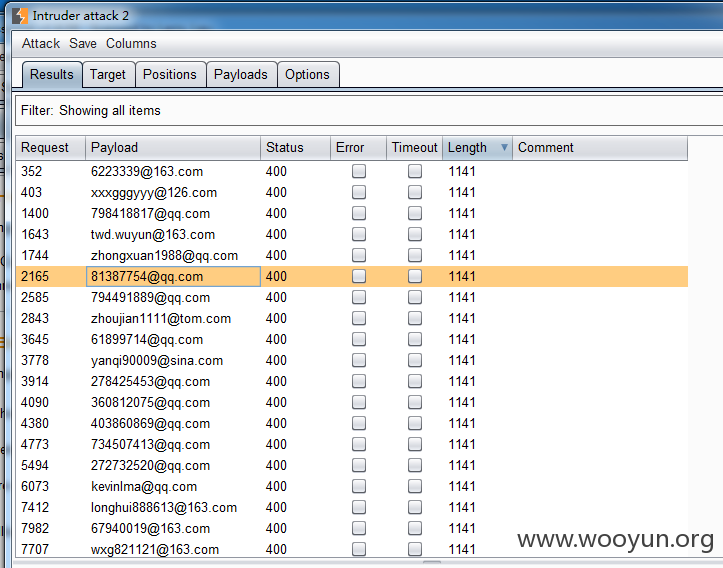 Intruder attack 2
Attack Save Columns
Results Target Positions Payloads Options
Filter: Showing all items
Request Payload Status Error Timeout Length Comment
352 6223339@163.com 400 1141
403 xxxgggyyy@126.com 400 1141
1400 798418817@qq.com 400 1141
1643 twd.wuyun@163.com 400 1141
1744 zhongxuan1988@qq.com 400 1141
2165 81387754@qq.com 400 1141
2585 794491889@qq.com 400 1141
2843 zhoujian1111@tom.com 400 1141
3645 61899714@qq.com 400 1141
3778 yanqi90009@sina.com 400 1141
3914 278425453@qq.com 400 1141
4090 360812075@qq.com 400 1141
4380 403860869@qq.com 400 1141
4773 734507413@qq.com 400 1141
5494 272732520@qq.com 400 1141
6073 kevinlma@qq.com 400 1141
7412 longhui888613@163.com 400 1141
7982 67940019@163.com 400 1141
7707 wxg821121@163.com 400 1141
www.wooyun.org